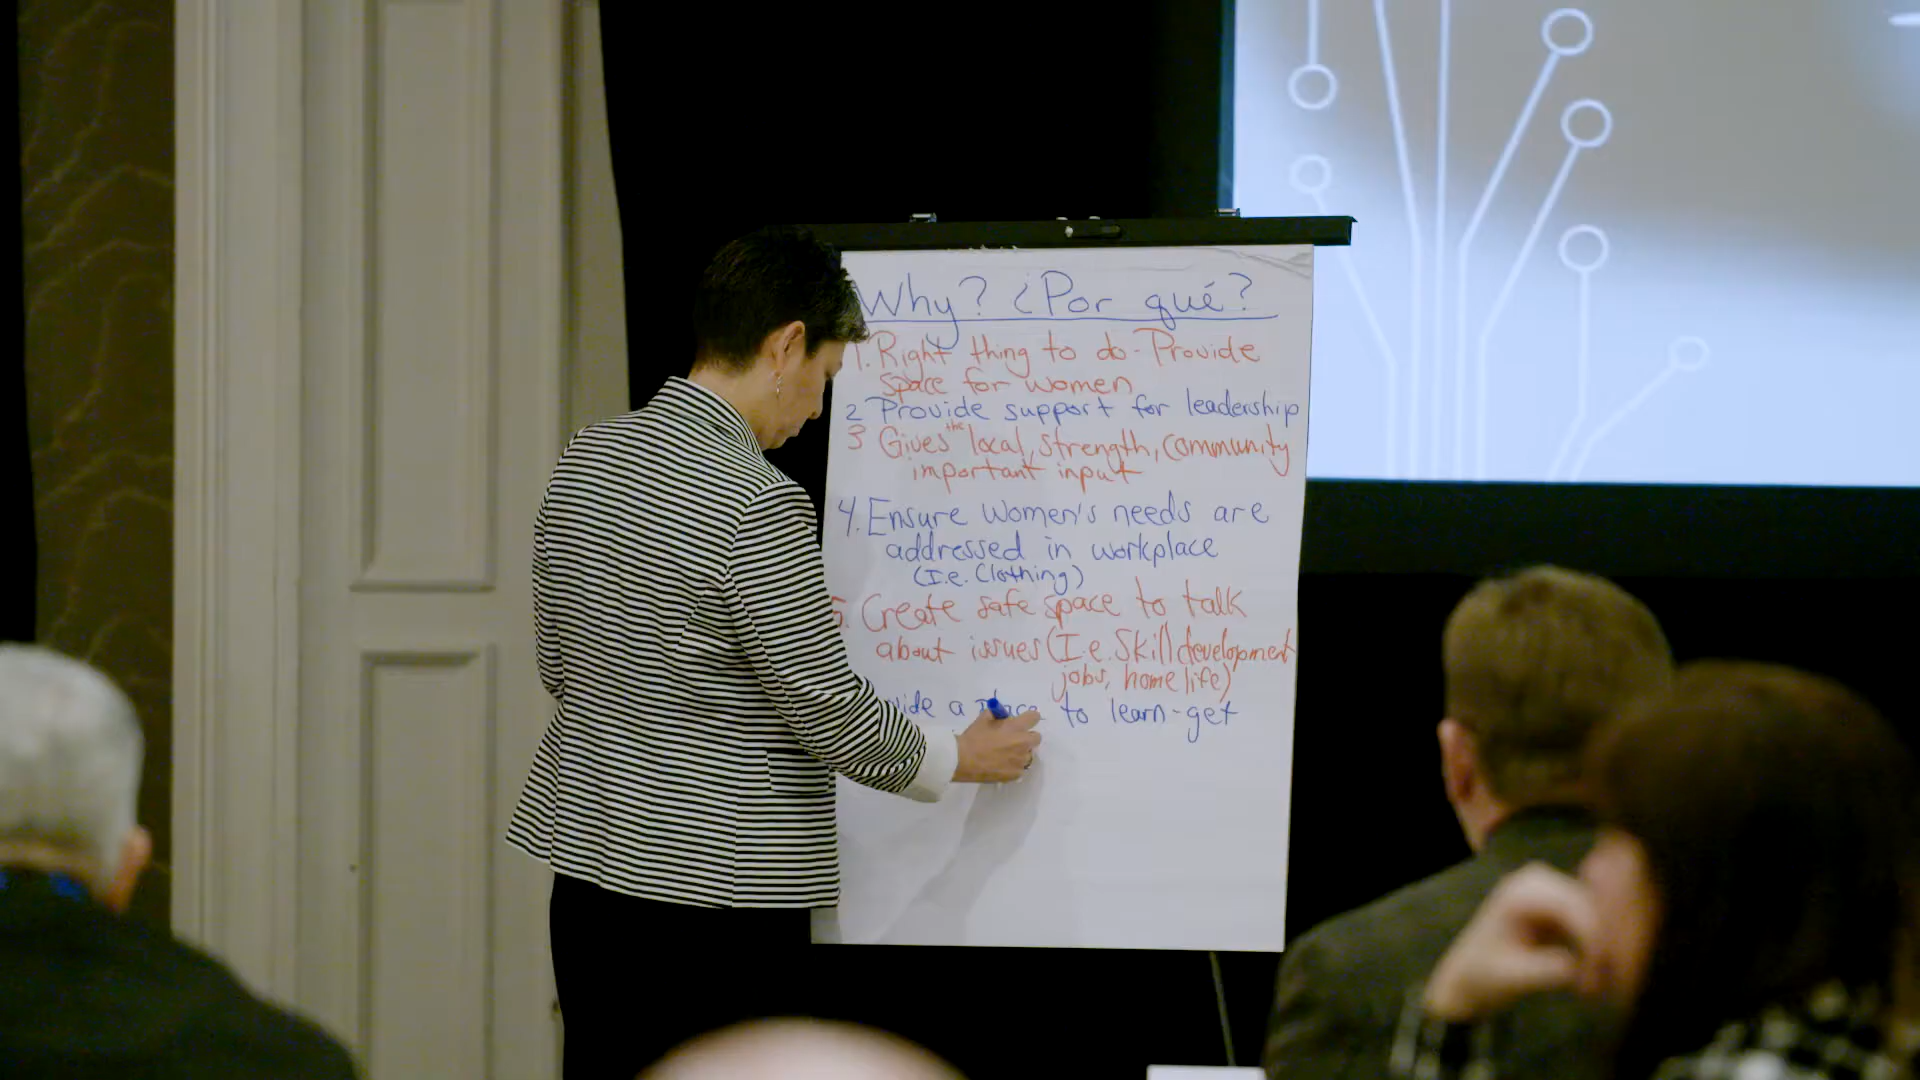 Why? ¿Por qué?
1. Right thing to do - Provide
space for women
2 Provide support for leadership
3 Gives the local, strength, community
important input
4. Ensure women's needs are
addressed in workplace
(I.e. Clothing)
5. Create safe space to talk
about issues (I.e. Skill development
jobs, home life)
a to learn - get